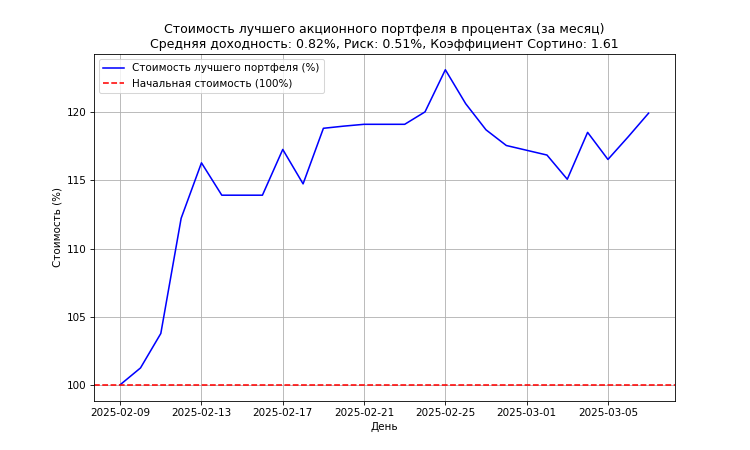 Стоимость лучшего акционного портфеля в процентах (за месяц)
Средняя доходность: 0.82%, Риск: 0.51%, Коэффициент Сортино: 1.61
Стоимость лучшего портфеля (%)
Начальная стоимость (100%)
Стоимость (%)
120
115
110
105
100
2025-02-09 2025-02-13 2025-02-17 2025-02-21 2025-02-25 2025-03-01 2025-03-05
День